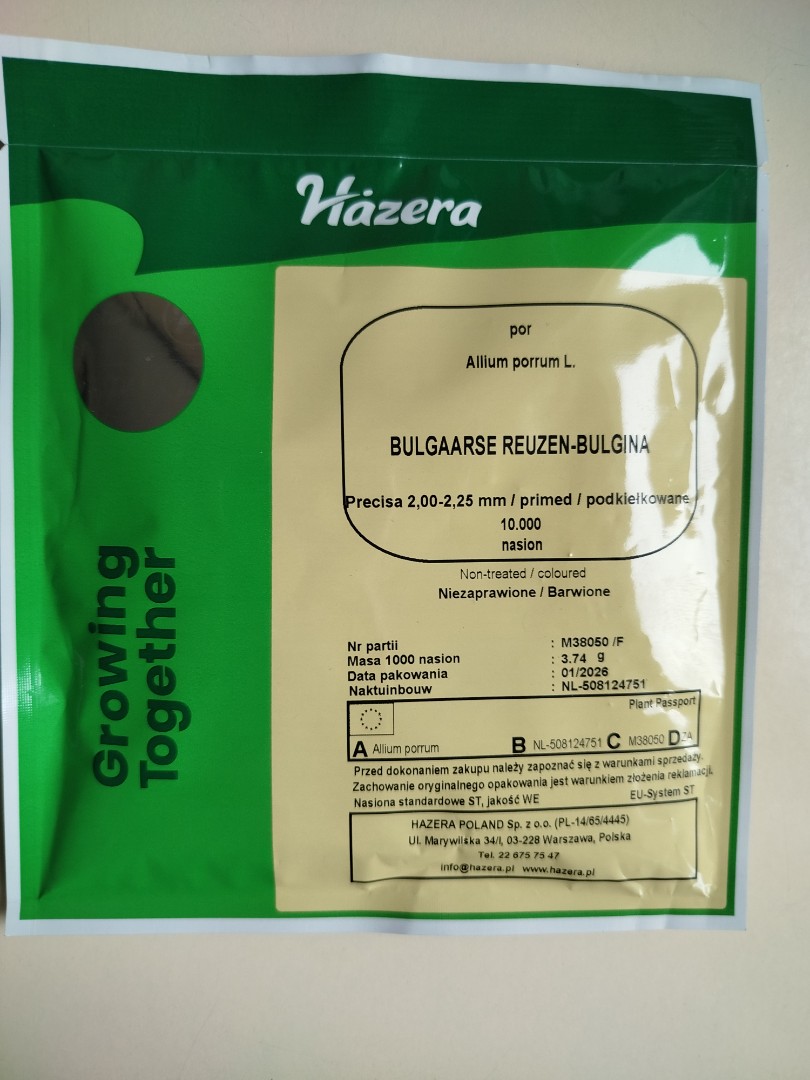 Hazera
por
Allium porrum L.
BULGAARSE REUZEN-BULGINA
Precisa 2,00-2,25 mm / primed / podkiełkowane
10.000
nasion
Non-treated / coloured
Niezaprawione / Barwione
Nr partii : M38050 /F
Masa 1000 nasion : 3.74 g
Data pakowania : 01/2026
Naktuinbouw : NL-508124751
Plant Passport
A Allium porrum B NL-508124751 C M38050 D ZA
Przed dokonaniem zakupu należy zapoznać się z warunkami sprzedaży.
Zachowanie oryginalnego opakowania jest warunkiem złożenia reklamacji.
Nasiona standardowe ST, jakość WE EU-System ST
HAZERA POLAND Sp. z o.o. (PL-14/65/4445)
Ul. Marywilska 34/I, 03-228 Warszawa, Polska
Tel. 22 675 75 47
info@hazera.pl www.hazera.pl
Growing
Together